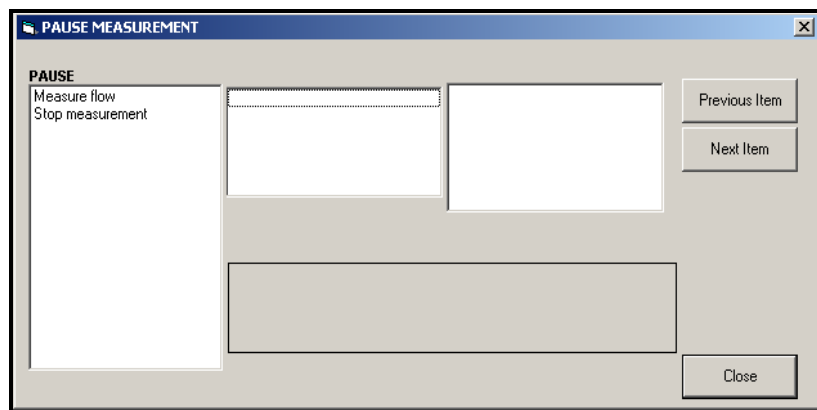 PAUSE MEASUREMENT
PAUSE
Measure flow
Stop measurement
Previous Item
Next Item
Close